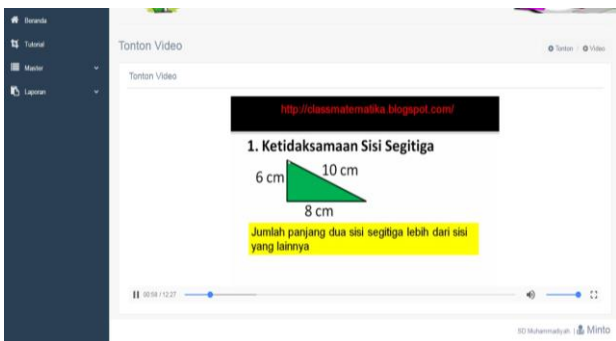 Beranda
Tutorial
Master
Laporan
Tonton Video
Tonton / Video
Tonton Video
http://classmatematika.blogspot.com/
1. Ketidaksamaan Sisi Segitiga
6 cm
10 cm
8 cm
Jumlah panjang dua sisi segitiga lebih dari sisi
yang lainnya
00:58 / 12:27
SD Muhammadiyah | Minto